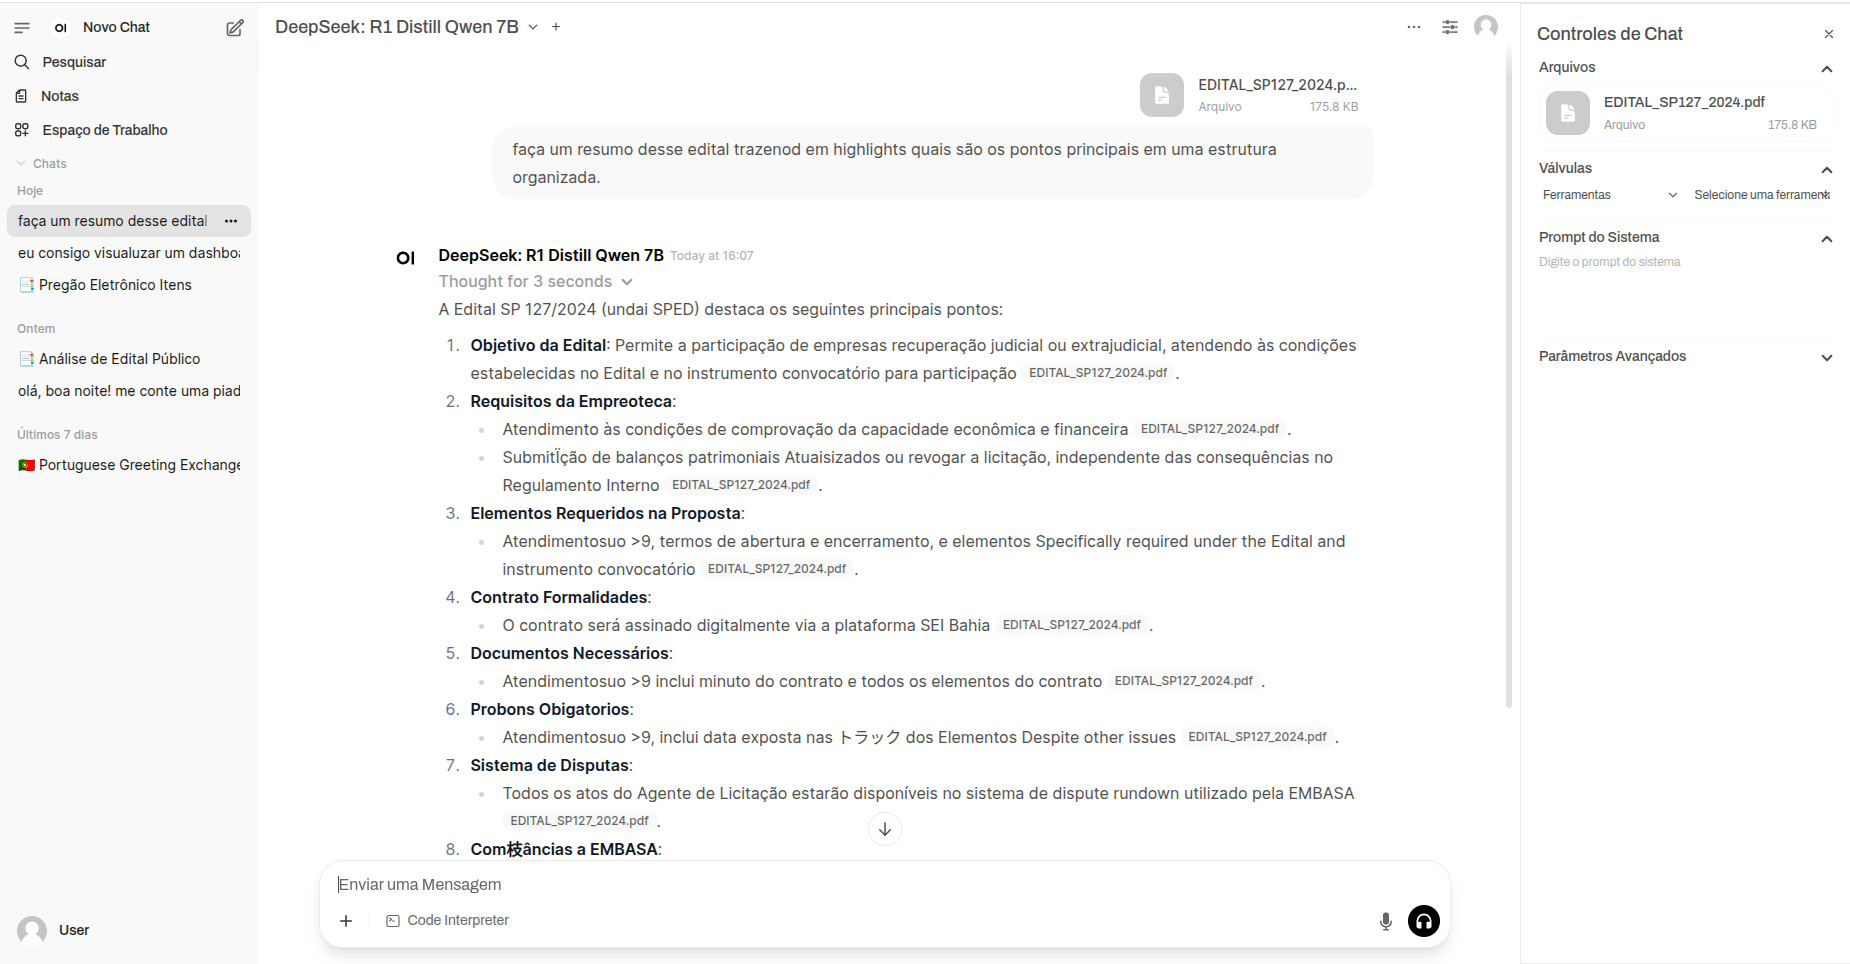 Novo Chat
Pesquisar
Notas
Espaço de Trabalho
Chats
Hoje
faça um resumo desse edital
eu consigo visualuzar um dashboa
Pregão Eletrônico Itens
Ontem
Análise de Edital Público
olá, boa noite! me conte uma piad
Últimos 7 dias
Portuguese Greeting Exchange
User
DeepSeek: R1 Distill Qwen 7B
EDITAL_SP127_2024.p...
Arquivo 175.8 KB
faça um resumo desse edital trazenod em highlights quais são os pontos principais em uma estrutura
organizada.
OI DeepSeek: R1 Distill Qwen 7B Today at 16:07
Thought for 3 seconds
A Edital SP 127/2024 (undai SPED) destaca os seguintes principais pontos:
1. Objetivo da Edital: Permite a participação de empresas recuperação judicial ou extrajudicial, atendendo às condições
estabelecidas no Edital e no instrumento convocatório para participação EDITAL_SP127_2024.pdf .
2. Requisitos da Empreoteca:
Atendimento às condições de comprovação da capacidade econômica e financeira EDITAL_SP127_2024.pdf .
SubmitÏção de balanços patrimoniais Atuaisizados ou revogar a licitação, independente das consequências no
Regulamento Interno EDITAL_SP127_2024.pdf .
3. Elementos Requeridos na Proposta:
Atendimentosuo >9, termos de abertura e encerramento, e elementos Specifically required under the Edital and
instrumento convocatório EDITAL_SP127_2024.pdf .
4. Contrato Formalidades:
O contrato será assinado digitalmente via a plataforma SEI Bahia EDITAL_SP127_2024.pdf .
5. Documentos Necessários:
Atendimentosuo >9 inclui minuto do contrato e todos os elementos do contrato EDITAL_SP127_2024.pdf .
6. Probons Obigatorios:
Atendimentosuo >9, inclui data exposta nas トラック dos Elementos Despite other issues EDITAL_SP127_2024.pdf .
7. Sistema de Disputas:
Todos os atos do Agente de Licitação estarão disponíveis no sistema de dispute rundown utilizado pela EMBASA
EDITAL_SP127_2024.pdf .
8. Com枝âncias a EMBASA:
Enviar uma Mensagem
Code Interpreter
Controles de Chat
Arquivos
EDITAL_SP127_2024.pdf
Arquivo 175.8 KB
Válvulas
Ferramentas Selecione uma ferramenta
Prompt do Sistema
Digite o prompt do sistema
Parâmetros Avançados